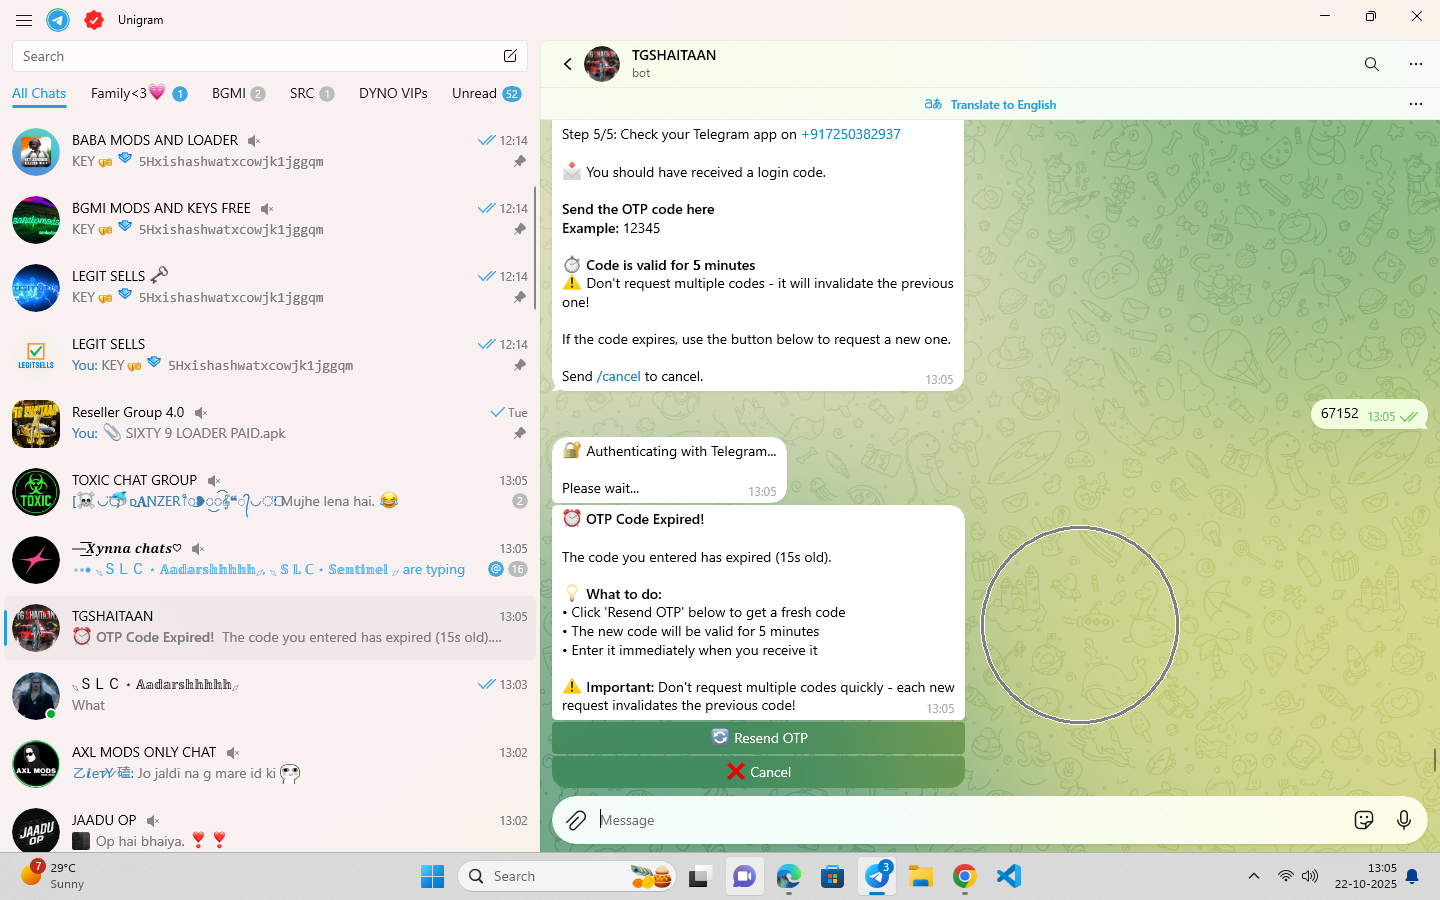 Unigram
Search
All Chats
Family<3💗 1
BGMI 2
SRC 1
DYNO VIPs
Unread 52
BABA MODS AND LOADER
12:14
KEY 5Hxishashwatxcowjk1jggqm
BGMI MODS AND KEYS FREE
12:14
KEY 5Hxishashwatxcowjk1jggqm
LEGIT SELLS
12:14
KEY 5Hxishashwatxcowjk1jggqm
LEGIT SELLS
12:14
You: KEY 5Hxishashwatxcowjk1jggqm
LEGITSELLS
Reseller Group 4.0
Tue
You: SIXTY 9 LOADER PAID.apk
TOXIC CHAT GROUP
13:05
Mujhe lena hai. 😂
2
TOXIC
Xynna chats♡
13:05
S L C • Aadarshhhhh, S L C • Sentinel are typing
@ 16
TGSHAITAAN
13:05
⏰ OTP Code Expired! The code you entered has expired (15s old)....
S L C • Aadarshhhhh
13:03
What
AXL MODS ONLY CHAT
13:02
Jo jaldi na g mare id ki
AXL MODS
JAADU OP
13:02
Op hai bhaiya. ❣️ ❣️
JAADU OP
TGSHAITAAN
bot
Translate to English
Step 5/5: Check your Telegram app on +917250382937
📩 You should have received a login code.
Send the OTP code here
Example: 12345
⏱️ Code is valid for 5 minutes
⚠️ Don't request multiple codes - it will invalidate the previous
one!
If the code expires, use the button below to request a new one.
Send /cancel to cancel.
13:05
67152 13:05
🔐 Authenticating with Telegram...
Please wait...
13:05
⏰ OTP Code Expired!
The code you entered has expired (15s old).
💡 What to do:
• Click 'Resend OTP' below to get a fresh code
• The new code will be valid for 5 minutes
• Enter it immediately when you receive it
⚠️ Important: Don't request multiple codes quickly - each new
request invalidates the previous code!
13:05
🔄 Resend OTP
❌ Cancel
Message
7
29°C
Sunny
Search
3
13:05
22-10-2025